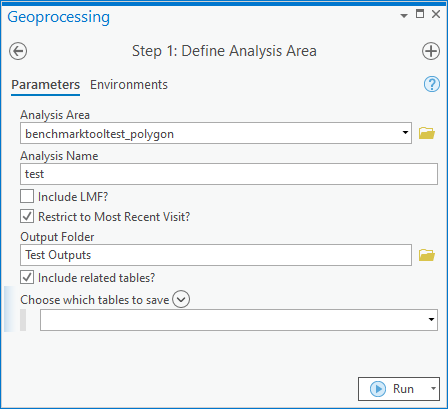 Geoprocessing
Step 1: Define Analysis Area
Parameters Environments
?
Analysis Area
benchmarktooltest_polygon
Analysis Name
test
Include LMF?
Restrict to Most Recent Visit?
Output Folder
Test Outputs
Include related tables?
Choose which tables to save
Run